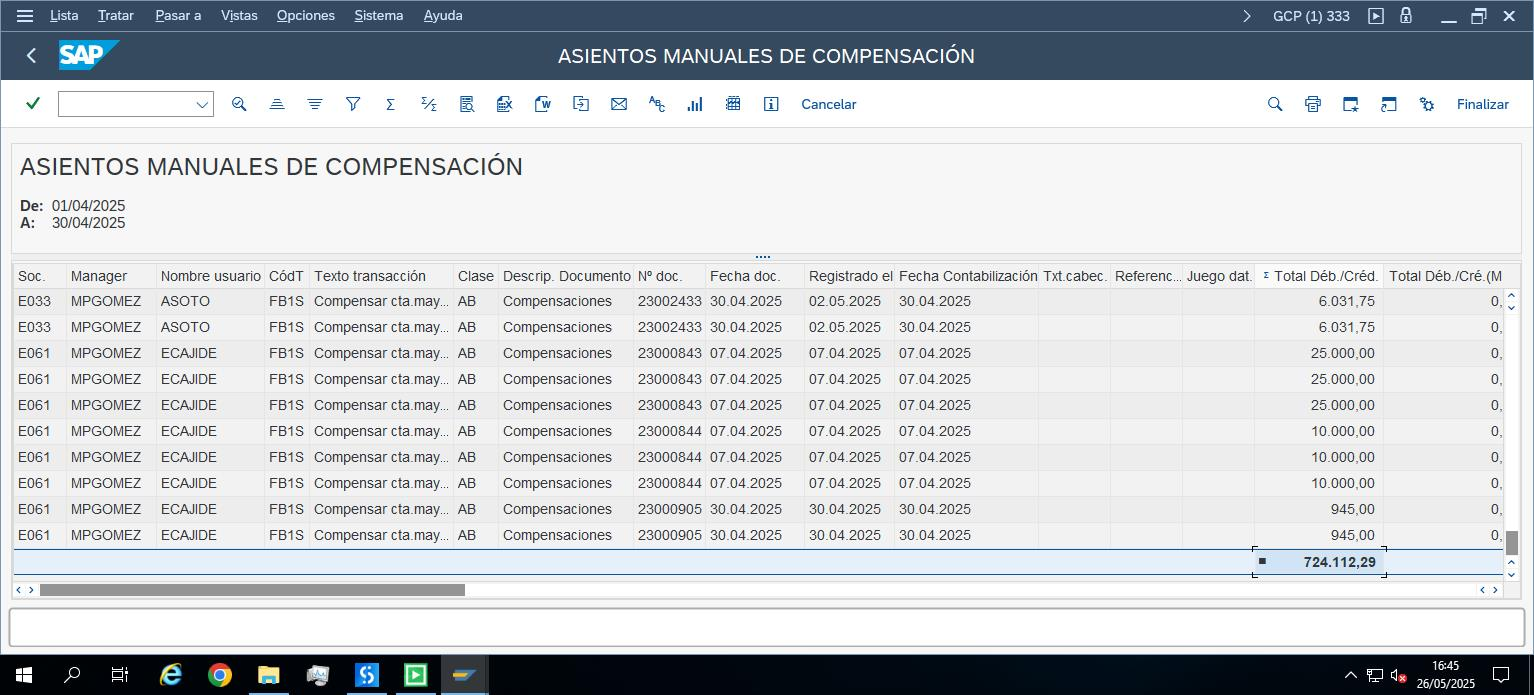 Lista Tratar Pasar a Vistas Opciones Sistema Ayuda GCP (1) 333
SAP ASIENTOS MANUALES DE COMPENSACIÓN
Cancelar Finalizar
ASIENTOS MANUALES DE COMPENSACIÓN
De: 01/04/2025
A: 30/04/2025
Soc. Manager Nombre usuario CódT Texto transacción Clase Descrip. Documento Nº doc. Fecha doc. Registrado el Fecha Contabilización Txt.cabec. Referenc... Juego dat. Σ Total Déb./Créd. Total Déb./Cré.(M
E033 MPGOMEZ ASOTO FB1S Compensar cta.may... AB Compensaciones 23002433 30.04.2025 02.05.2025 30.04.2025 6.031,75 0,
E033 MPGOMEZ ASOTO FB1S Compensar cta.may... AB Compensaciones 23002433 30.04.2025 02.05.2025 30.04.2025 6.031,75 0,
E061 MPGOMEZ ECAJIDE FB1S Compensar cta.may... AB Compensaciones 23000843 07.04.2025 07.04.2025 07.04.2025 25.000,00 0,
E061 MPGOMEZ ECAJIDE FB1S Compensar cta.may... AB Compensaciones 23000843 07.04.2025 07.04.2025 07.04.2025 25.000,00 0,
E061 MPGOMEZ ECAJIDE FB1S Compensar cta.may... AB Compensaciones 23000843 07.04.2025 07.04.2025 07.04.2025 25.000,00 0,
E061 MPGOMEZ ECAJIDE FB1S Compensar cta.may... AB Compensaciones 23000844 07.04.2025 07.04.2025 07.04.2025 10.000,00 0,
E061 MPGOMEZ ECAJIDE FB1S Compensar cta.may... AB Compensaciones 23000844 07.04.2025 07.04.2025 07.04.2025 10.000,00 0,
E061 MPGOMEZ ECAJIDE FB1S Compensar cta.may... AB Compensaciones 23000844 07.04.2025 07.04.2025 07.04.2025 10.000,00 0,
E061 MPGOMEZ ECAJIDE FB1S Compensar cta.may... AB Compensaciones 23000905 30.04.2025 30.04.2025 30.04.2025 945,00 0,
E061 MPGOMEZ ECAJIDE FB1S Compensar cta.may... AB Compensaciones 23000905 30.04.2025 30.04.2025 30.04.2025 945,00 0,
724.112,29
16:45
26/05/2025